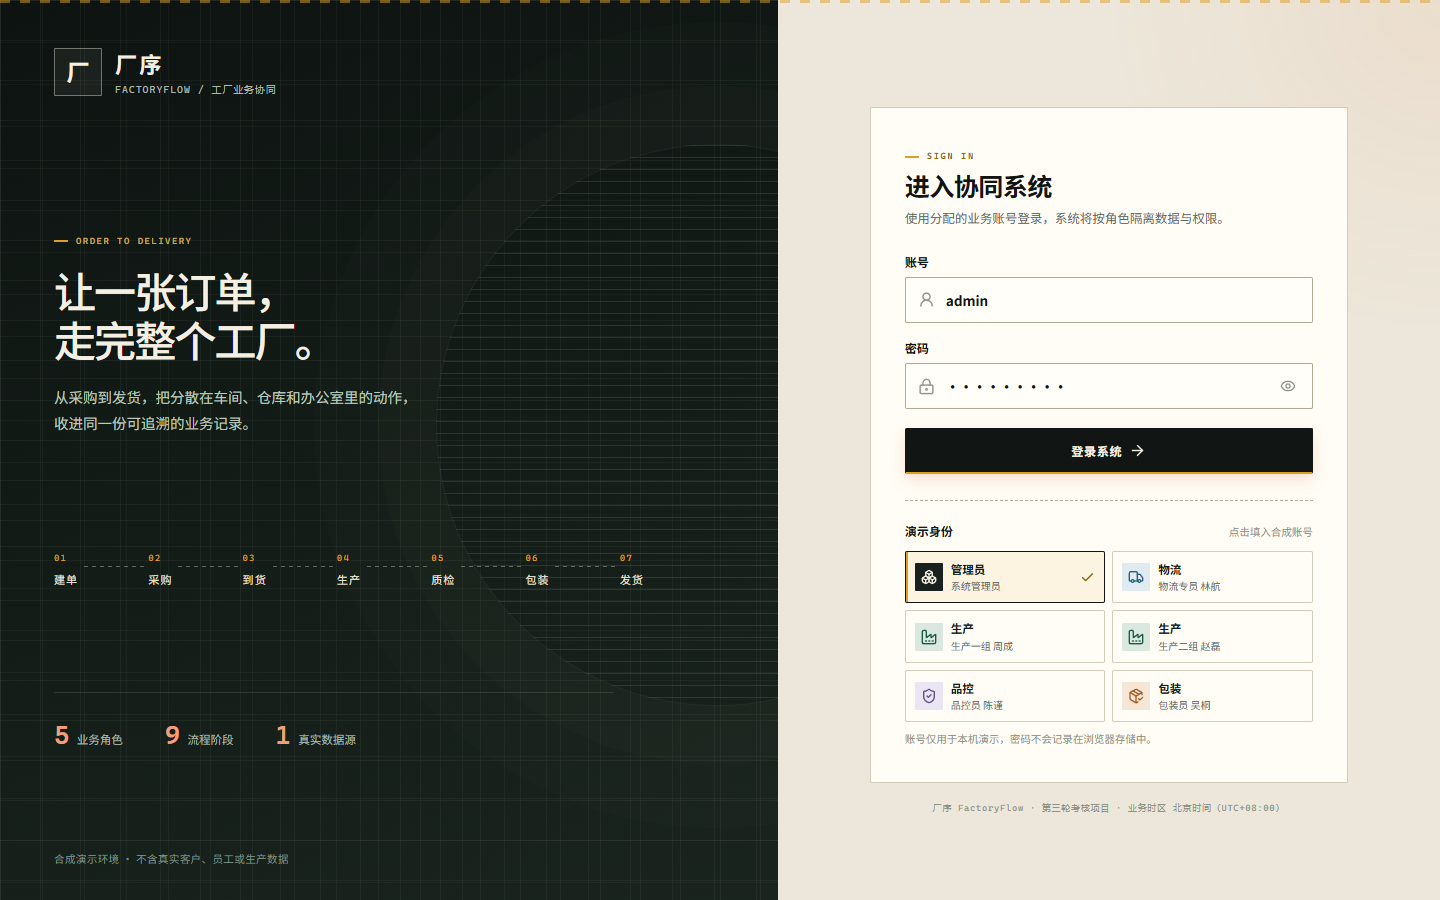 厂
厂序
FACTORYFLOW / 工厂业务协同
ORDER TO DELIVERY
让一张订单，
走完整个工厂。
从采购到发货，把分散在车间、仓库和办公室里的动作，
收进同一份可追溯的业务记录。
01 02 03 04 05 06 07
建单 采购 到货 生产 质检 包装 发货
5 业务角色 9 流程阶段 1 真实数据源
合成演示环境 • 不含真实客户、员工或生产数据
SIGN IN
进入协同系统
使用分配的业务账号登录，系统将按角色隔离数据与权限。
账号
admin
密码
•••••••••
登录系统 →
演示身份 点击填入合成账号
管理员
系统管理员
物流
物流专员 林航
生产
生产一组 周成
生产
生产二组 赵磊
品控
品控员 陈谨
包装
包装员 吴桐
账号仅用于本机演示，密码不会记录在浏览器存储中。
厂序 FactoryFlow · 第三轮考核项目 · 业务时区 北京时间 (UTC+08:00)